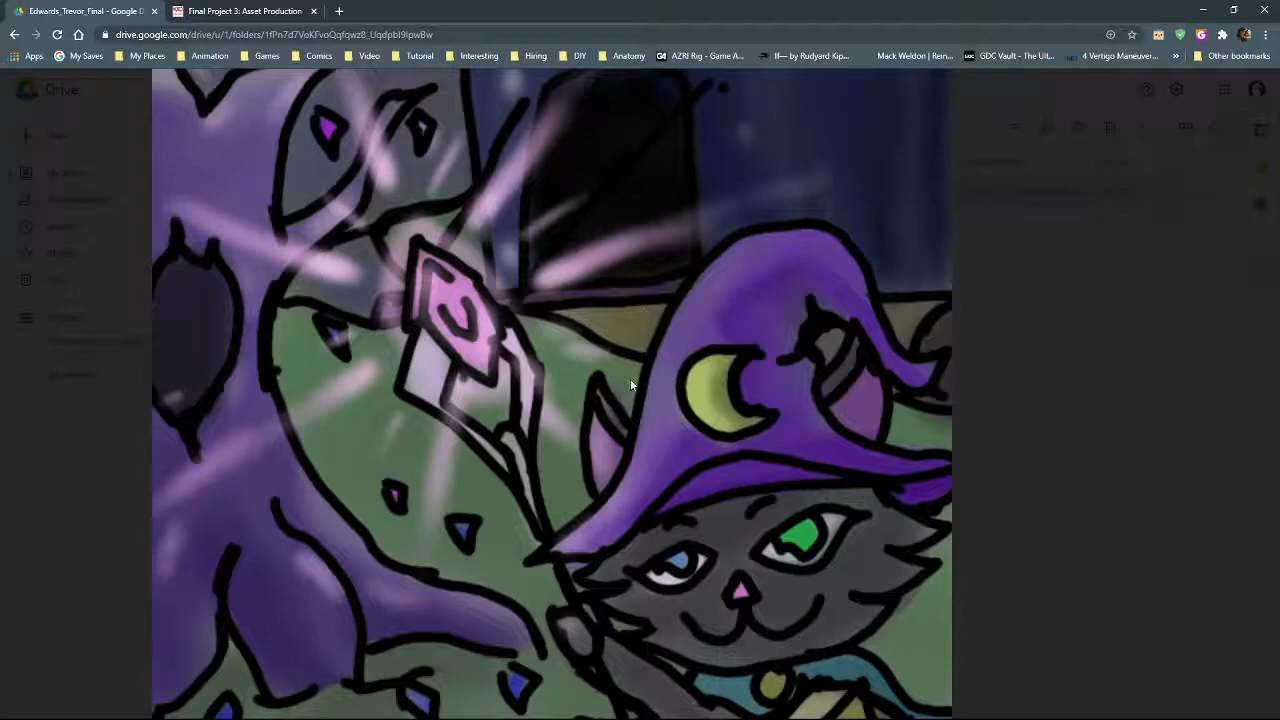 Edwards_Trevor_Final - Google D
Final Project 3: Asset Production
drive.google.com/drive/u/1/folders/1fPn7d7VoKFvoQqfqwz8_Uqdpbl9IpwBw
Apps My Saves My Places Animation Games Comics Video Tutorial Interesting Hiring DIY Anatomy AZRI Rig - Game A... If— by Rudyard Kip... Mack Weldon | Rein... GDC Vault - The Ult... 4 Vertigo Maneuver... » Other bookmarks
Drive